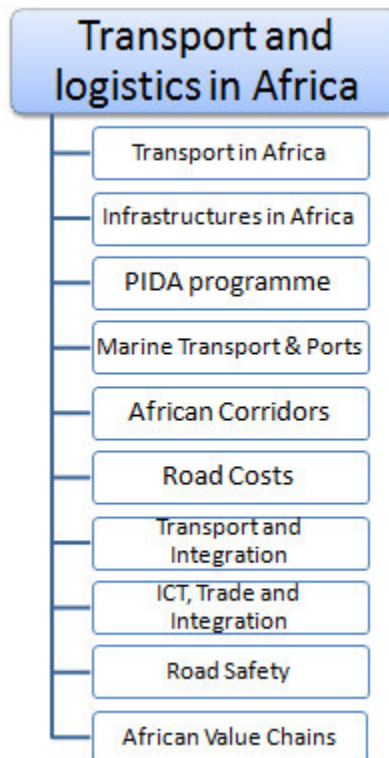 Transport and
logistics in Africa
Transport in Africa
Infrastructures in Africa
PIDA programme
Marine Transport & Ports
African Corridors
Road Costs
Transport and
Integration
ICT, Trade and
Integration
Road Safety
African Value Chains